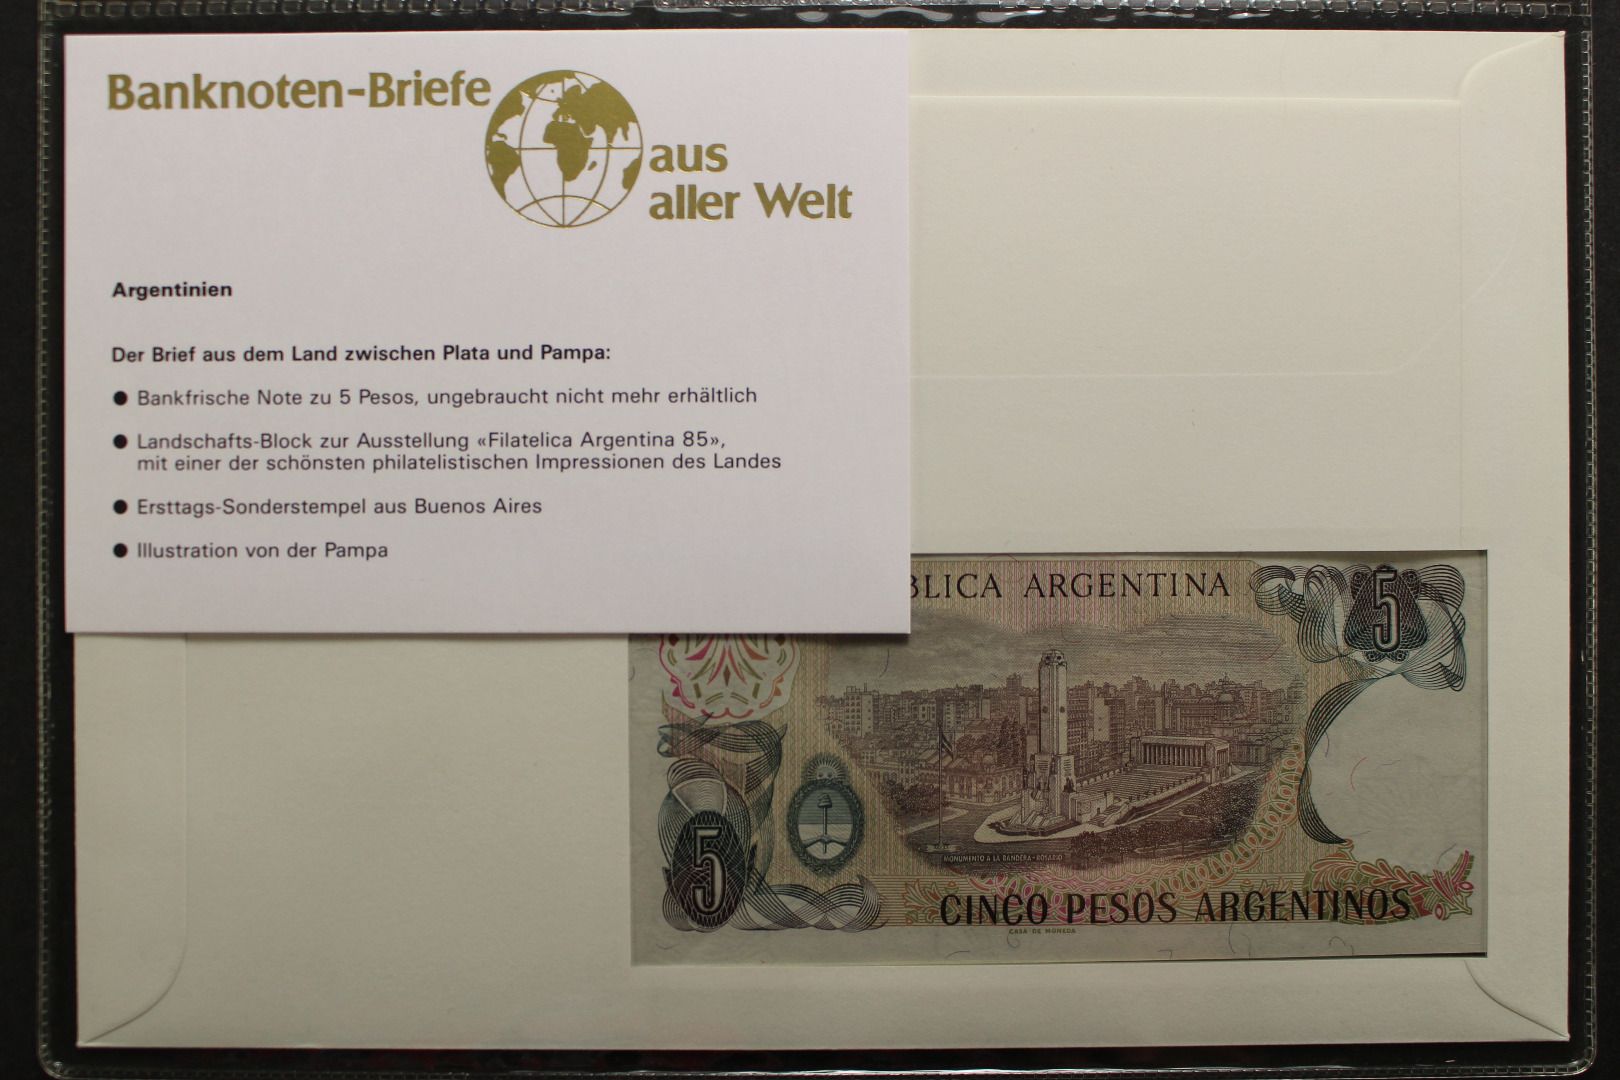 Banknoten-Briefe
aus
aller Welt
Argentinien
Der Brief aus dem Land zwischen Plata und Pampa:
● Bankfrische Note zu 5 Pesos, ungebraucht nicht mehr erhältlich
● Landschafts-Block zur Ausstellung «Filatelica Argentina 85»,
mit einer der schönsten philatelistischen Impressionen des Landes
● Ersttags-Sonderstempel aus Buenos Aires
● Illustration von der Pampa
BLICA ARGENTINA
5
5
MONUMENTO A LA BANDERA-ROSARIO
CINCO PESOS ARGENTINOS
CASA DE MONEDA